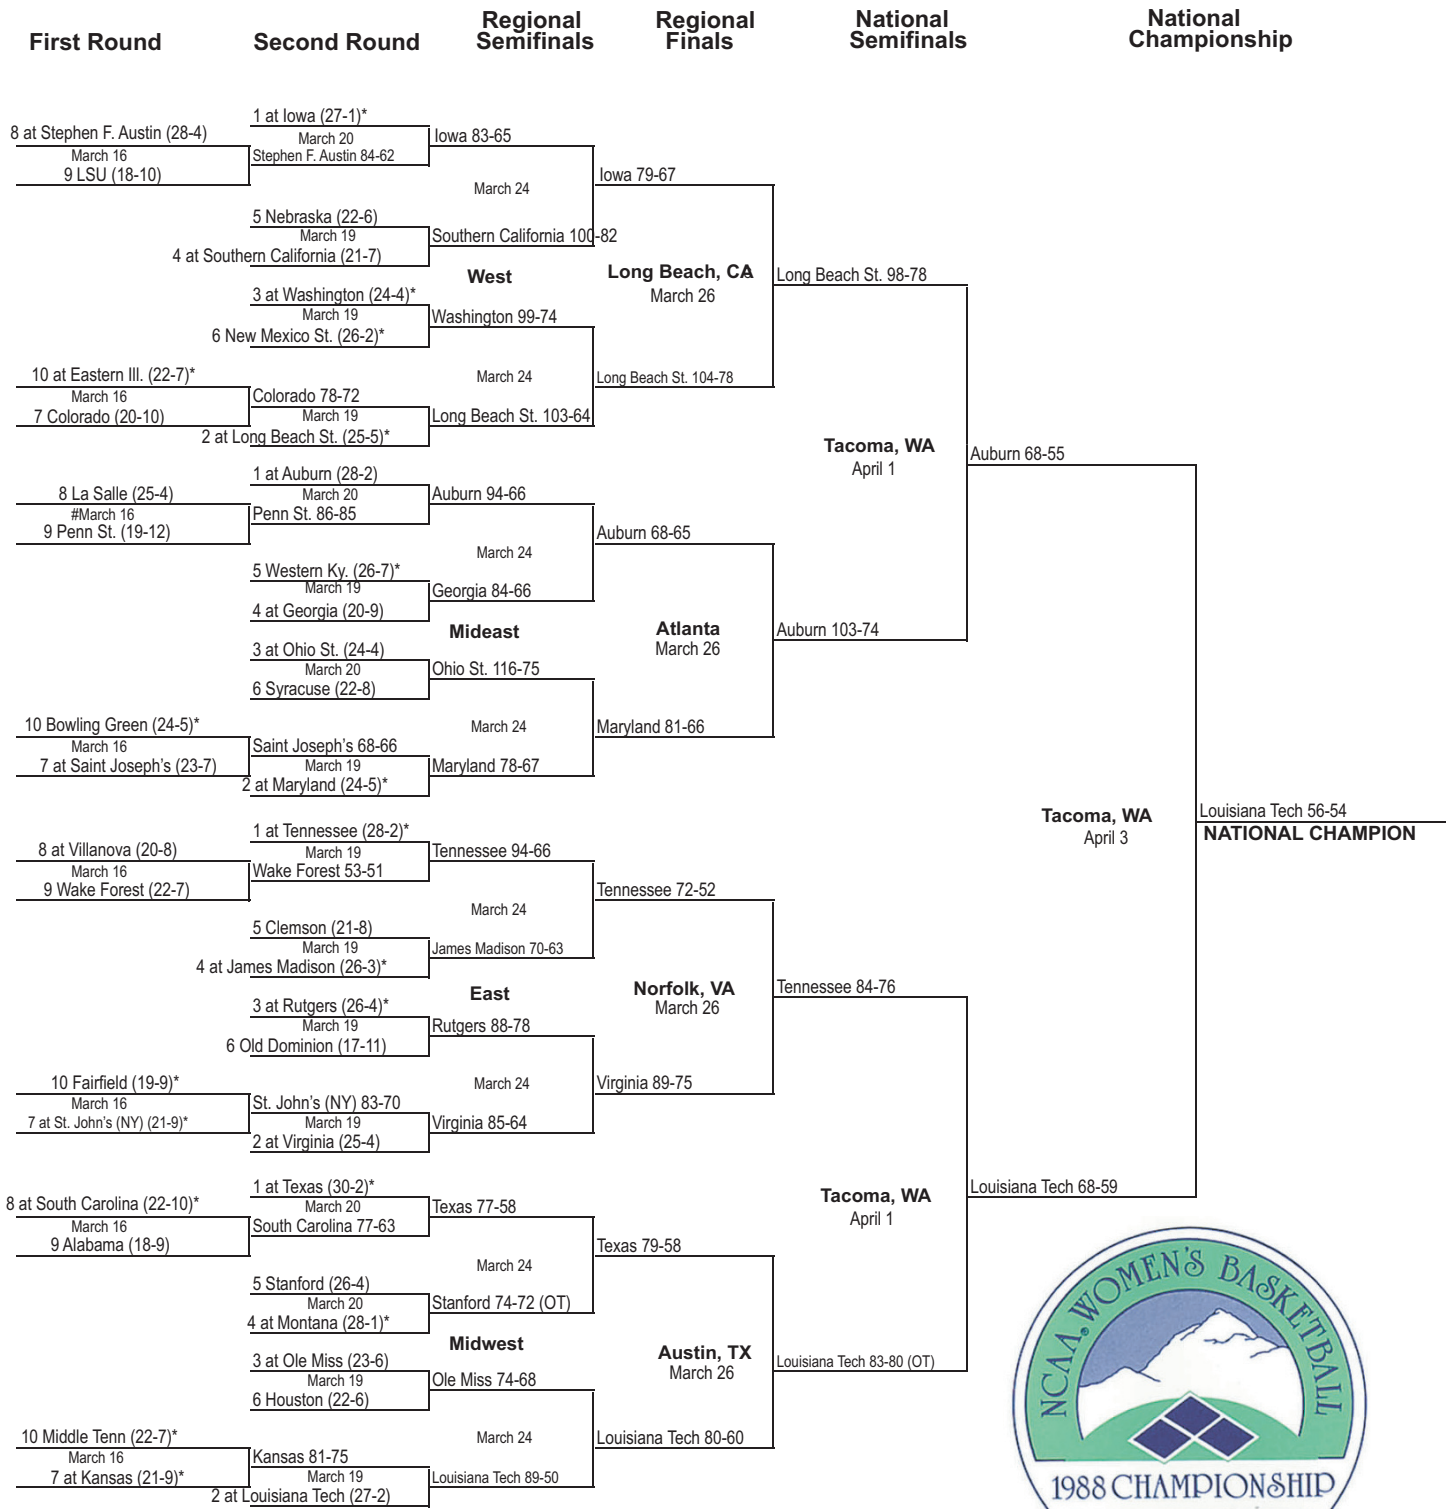 First Round
Second Round
Regional
Semifinals
Regional
Finals
National
Semifinals
National
Championship
1 at Iowa (27-1)*
8 at Stephen F. Austin (28-4)
March 20
Iowa 83-65
March 16
Stephen F. Austin 84-62
9 LSU (18-10)
Iowa 79-67
March 24
5 Nebraska (22-6)
March 19
Southern California 100-82
4 at Southern California (21-7)
West
Long Beach, CA
March 26
Long Beach St. 98-78
3 at Washington (24-4)*
March 19
Washington 99-74
6 New Mexico St. (26-2)*
10 at Eastern Ill. (22-7)*
March 24
Long Beach St. 104-78
March 16
Colorado 78-72
7 Colorado (20-10)
March 19
Long Beach St. 103-64
2 at Long Beach St. (25-5)*
Tacoma, WA
April 1
Auburn 68-55
1 at Auburn (28-2)
8 La Salle (25-4)
March 20
Auburn 94-66
#March 16
Penn St. 86-85
9 Penn St. (19-12)
Auburn 68-65
March 24
5 Western Ky. (26-7)*
March 19
Georgia 84-66
4 at Georgia (20-9)
Mideast
Atlanta
March 26
Auburn 103-74
3 at Ohio St. (24-4)
March 20
Ohio St. 116-75
6 Syracuse (22-8)
10 Bowling Green (24-5)*
March 24
Maryland 81-66
March 16
Saint Joseph's 68-66
7 at Saint Joseph's (23-7)
March 19
Maryland 78-67
2 at Maryland (24-5)*
Tacoma, WA
April 3
Louisiana Tech 56-54
NATIONAL CHAMPION
1 at Tennessee (28-2)*
8 at Villanova (20-8)
March 19
Tennessee 94-66
March 16
Wake Forest 53-51
9 Wake Forest (22-7)
Tennessee 72-52
March 24
5 Clemson (21-8)
March 19
James Madison 70-63
4 at James Madison (26-3)*
East
Norfolk, VA
March 26
Tennessee 84-76
3 at Rutgers (26-4)*
March 19
Rutgers 88-78
6 Old Dominion (17-11)
10 Fairfield (19-9)*
March 24
Virginia 89-75
March 16
St. John's (NY) 83-70
7 at St. John's (NY) (21-9)*
March 19
Virginia 85-64
2 at Virginia (25-4)
Tacoma, WA
April 1
Louisiana Tech 68-59
1 at Texas (30-2)*
8 at South Carolina (22-10)*
March 20
Texas 77-58
March 16
South Carolina 77-63
9 Alabama (18-9)
Texas 79-58
March 24
5 Stanford (26-4)
March 20
Stanford 74-72 (OT)
4 at Montana (28-1)*
Midwest
Austin, TX
March 26
Louisiana Tech 83-80 (OT)
3 at Ole Miss (23-6)
March 19
Ole Miss 74-68
6 Houston (22-6)
10 Middle Tenn (22-7)*
March 24
Louisiana Tech 80-60
March 16
Kansas 81-75
7 at Kansas (21-9)*
March 19
Louisiana Tech 89-50
2 at Louisiana Tech (27-2)
NCAA® WOMEN'S BASKETBALL
1988 CHAMPIONSHIP